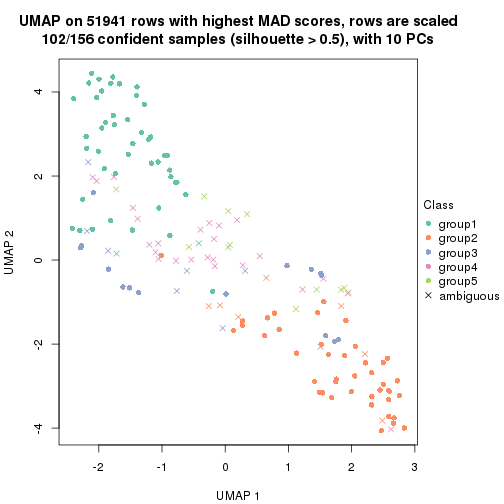 UMAP on 51941 rows with highest MAD scores, rows are scaled
102/156 confident samples (silhouette > 0.5), with 10 PCs
4
2
0
-2
-4
UMAP 2
-2
-1
0
1
2
3
UMAP 1
Class
group1
group2
group3
group4
group5
ambiguous